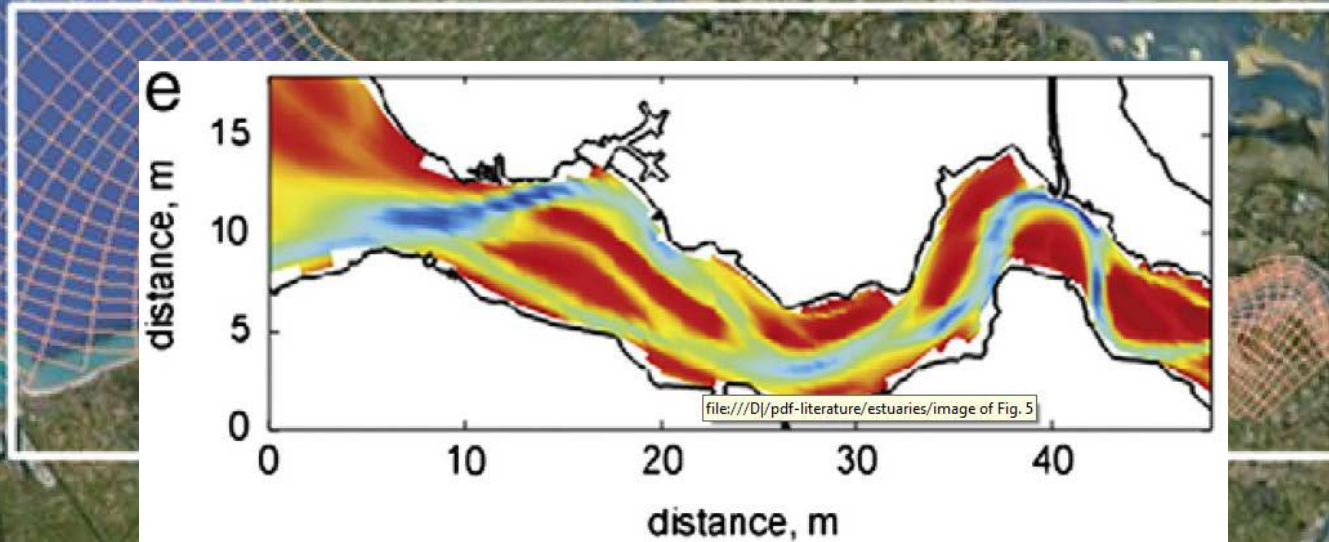 e
15
10
5
0
distance, m
0 10 20 30 40
distance, m
file:///D|/pdf-literature/estuaries/image of Fig. 5